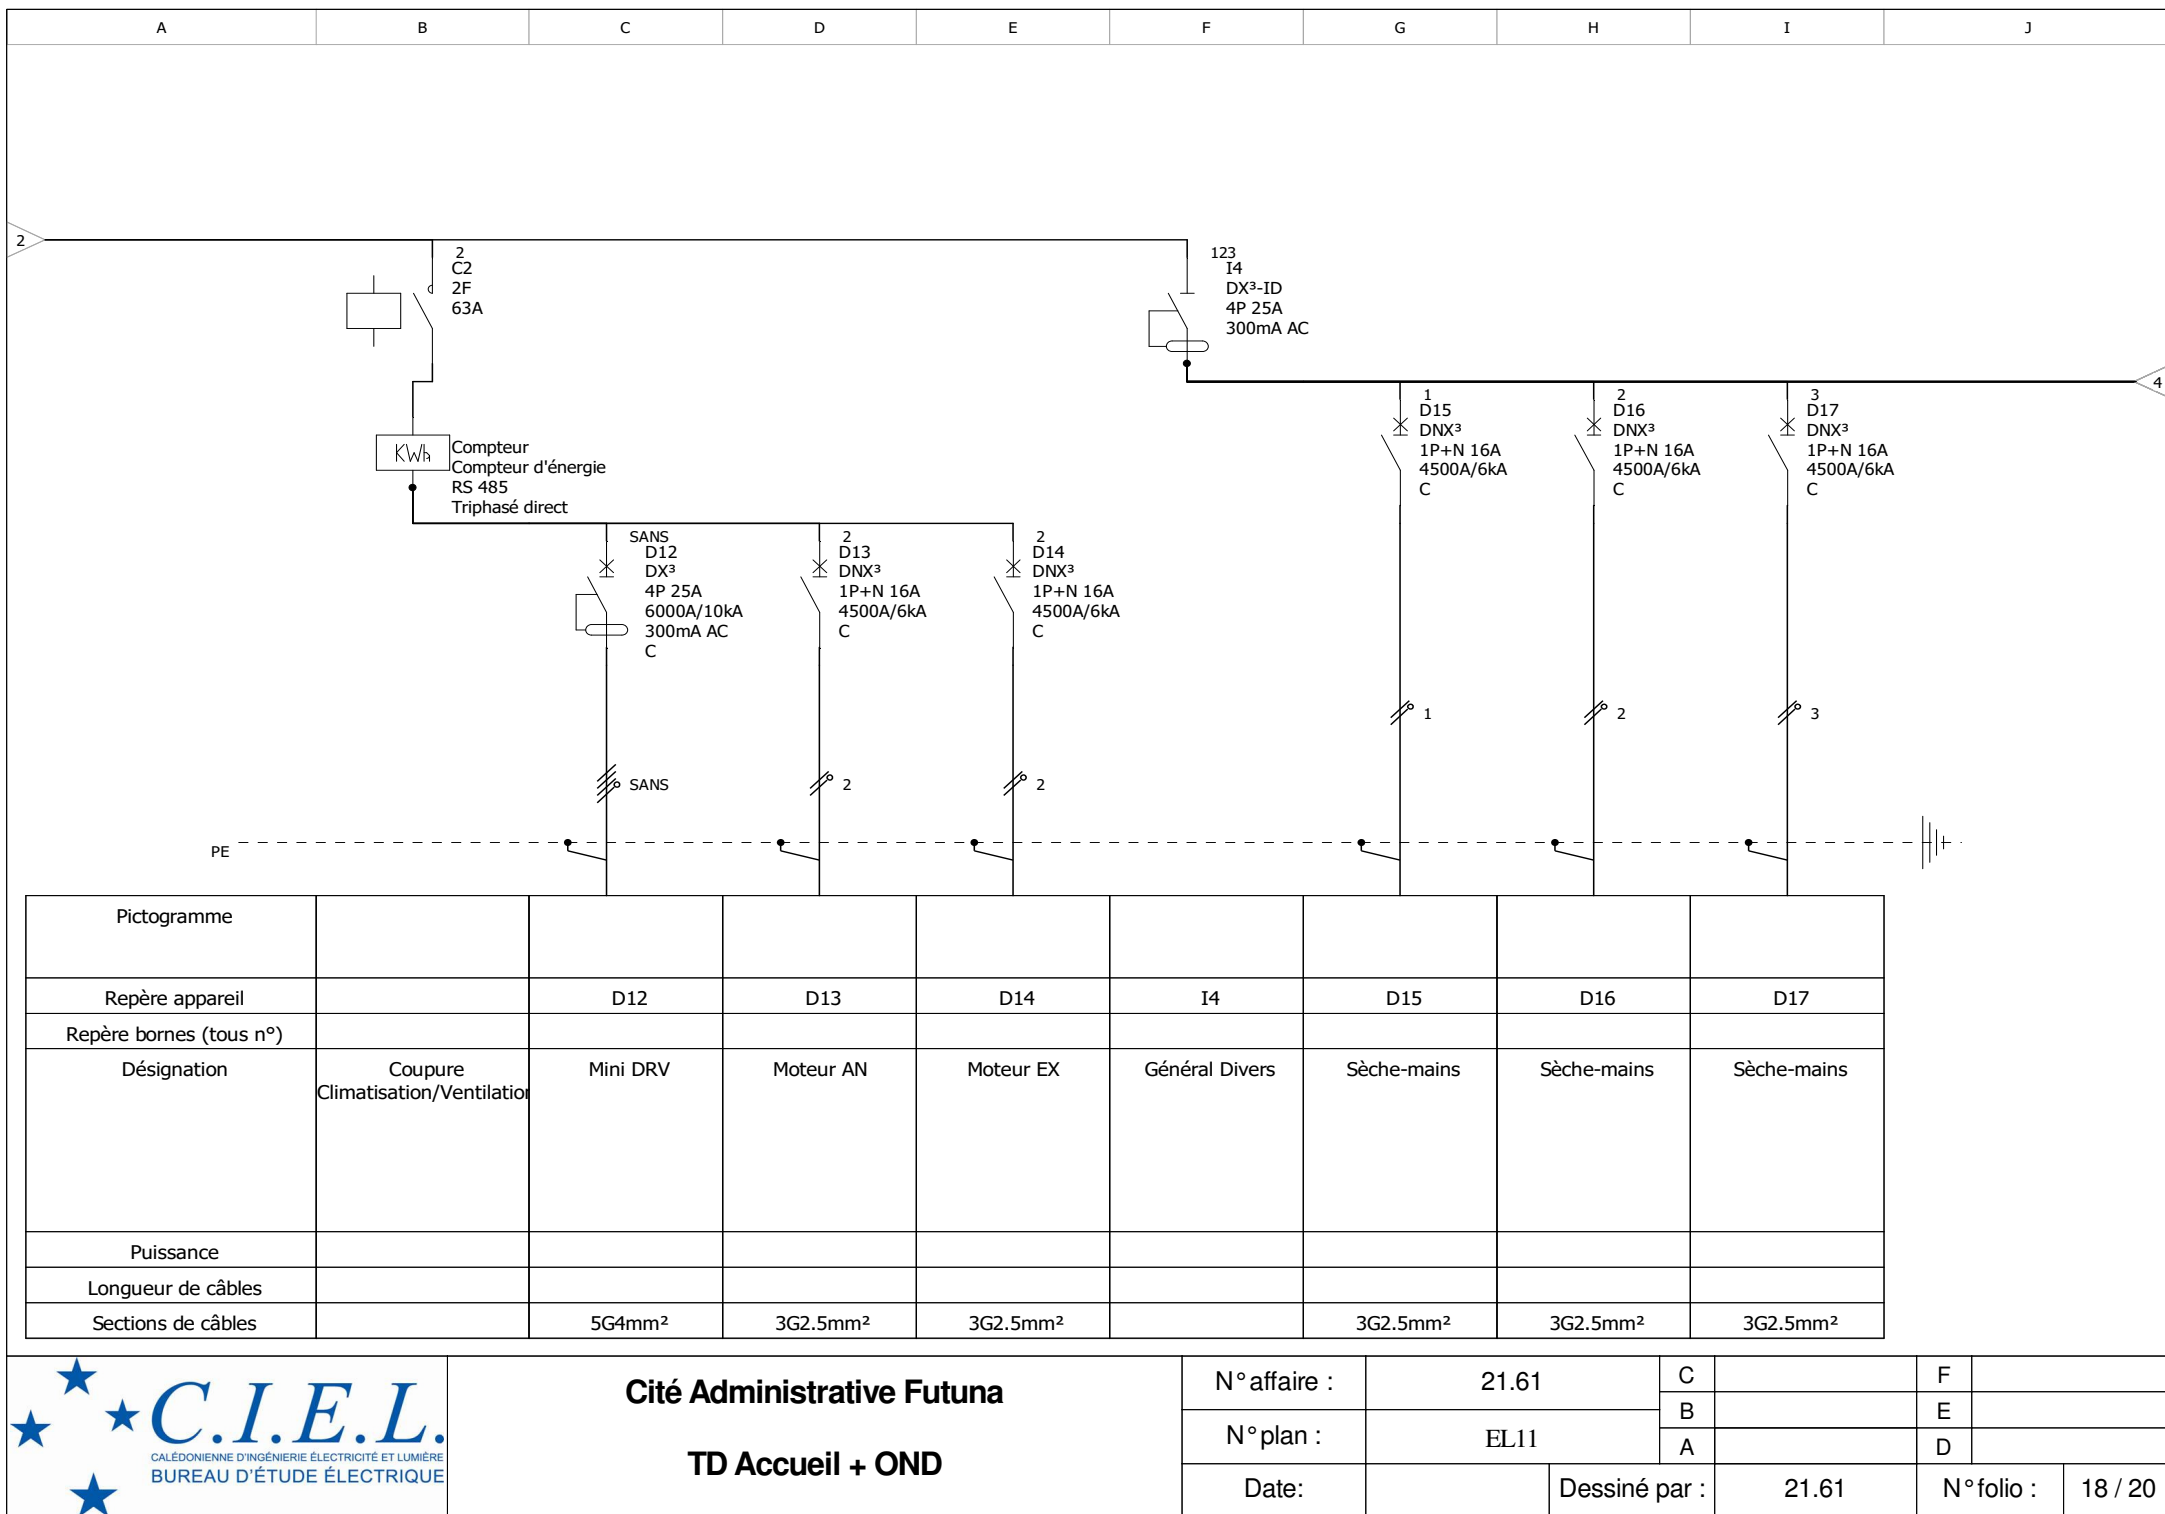 A B C D E F G H I J
2
2
C2
2F
63A
123
I4
DX³-ID
4P 25A
300mA AC
4
KWh
Compteur
Compteur d'énergie
RS 485
Triphasé direct
1
D15
DNX³
1P+N 16A
4500A/6kA
C
2
D16
DNX³
1P+N 16A
4500A/6kA
C
3
D17
DNX³
1P+N 16A
4500A/6kA
C
SANS
D12
DX³
4P 25A
6000A/10kA
300mA AC
C
2
D13
DNX³
1P+N 16A
4500A/6kA
C
2
D14
DNX³
1P+N 16A
4500A/6kA
C
1 2 3
SANS 2 2
PE
Pictogramme
Repère appareil D12 D13 D14 I4 D15 D16 D17
Repère bornes (tous n°)
Désignation Coupure Mini DRV Moteur AN Moteur EX Général Divers Sèche-mains Sèche-mains Sèche-mains
Climatisation/Ventilation
Puissance
Longueur de câbles
Sections de câbles 5G4mm² 3G2.5mm² 3G2.5mm² 3G2.5mm² 3G2.5mm² 3G2.5mm²
C.I.E.L.
CALÉDONIENNE D'INGÉNIERIE ÉLECTRICITÉ ET LUMIÈRE
BUREAU D'ÉTUDE ÉLECTRIQUE
Cité Administrative Futuna
TD Accueil + OND
N° affaire : 21.61 C F
B E
N° plan : EL11
A D
Date: Dessiné par : 21.61 N° folio : 18 / 20